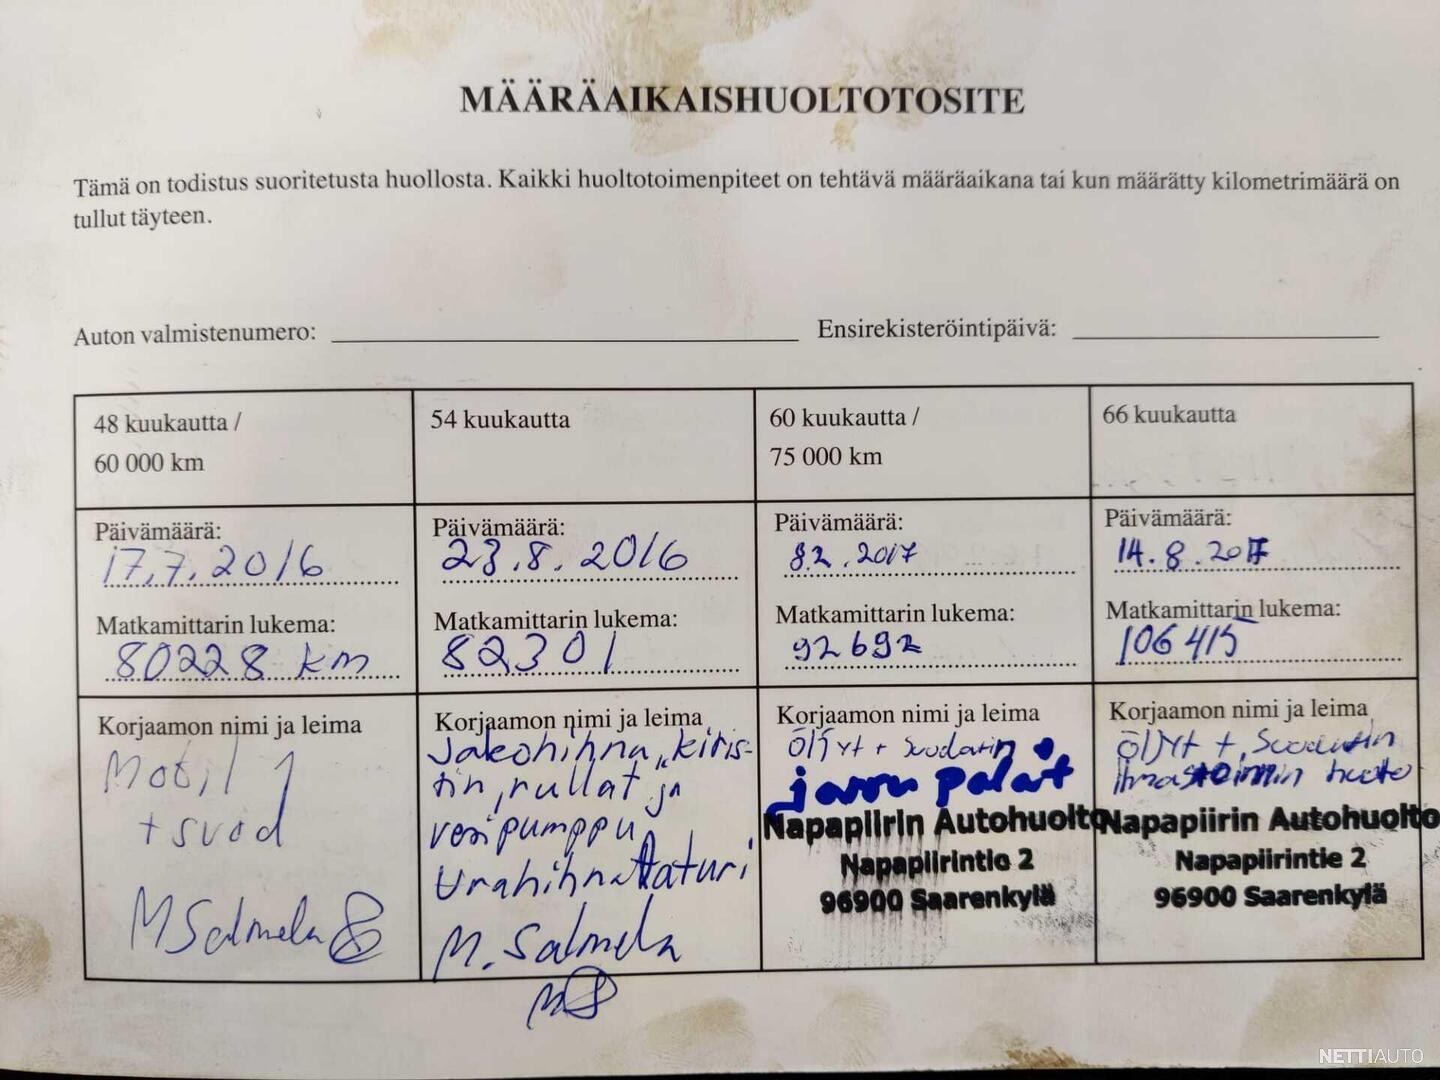 MÄÄRÄAIKAISHUOLTOTOSITE
Tämä on todistus suoritetusta huollosta. Kaikki huoltotoimenpiteet on tehtävä määräaikana tai kun määrätty kilometrimäärä on
tullut täyteen.
Auton valmistenumero:
Ensirekisteröintipäivä:
48 kuukautta /
60 000 km
Päivämäärä:
17.7.2016
Matkamittarin lukema:
80228 km
Korjaamon nimi ja leima
Mobil 1
+ suod
M Salmela
54 kuukautta
Päivämäärä:
23.8.2016
Matkamittarin lukema:
82301
Korjaamon nimi ja leima
Jakohihna, kiris-
tin, rullat ja
vesipumppu
Urahihna
M. Salmela
MS
60 kuukautta /
75 000 km
Päivämäärä:
8.2.2017
Matkamittarin lukema:
92692
Korjaamon nimi ja leima
Öljyt + Suodatin
jarru palat
Napapiirin Autohuolto
Napapiirintie 2
96900 Saarenkylä
66 kuukautta
Päivämäärä:
14.8.2017
Matkamittarin lukema:
106415
Korjaamon nimi ja leima
Öljyt + Suodatin
ilmastoinnin huolto
Napapiirin Autohuolto
Napapiirintie 2
96900 Saarenkylä
NETTIAUTO